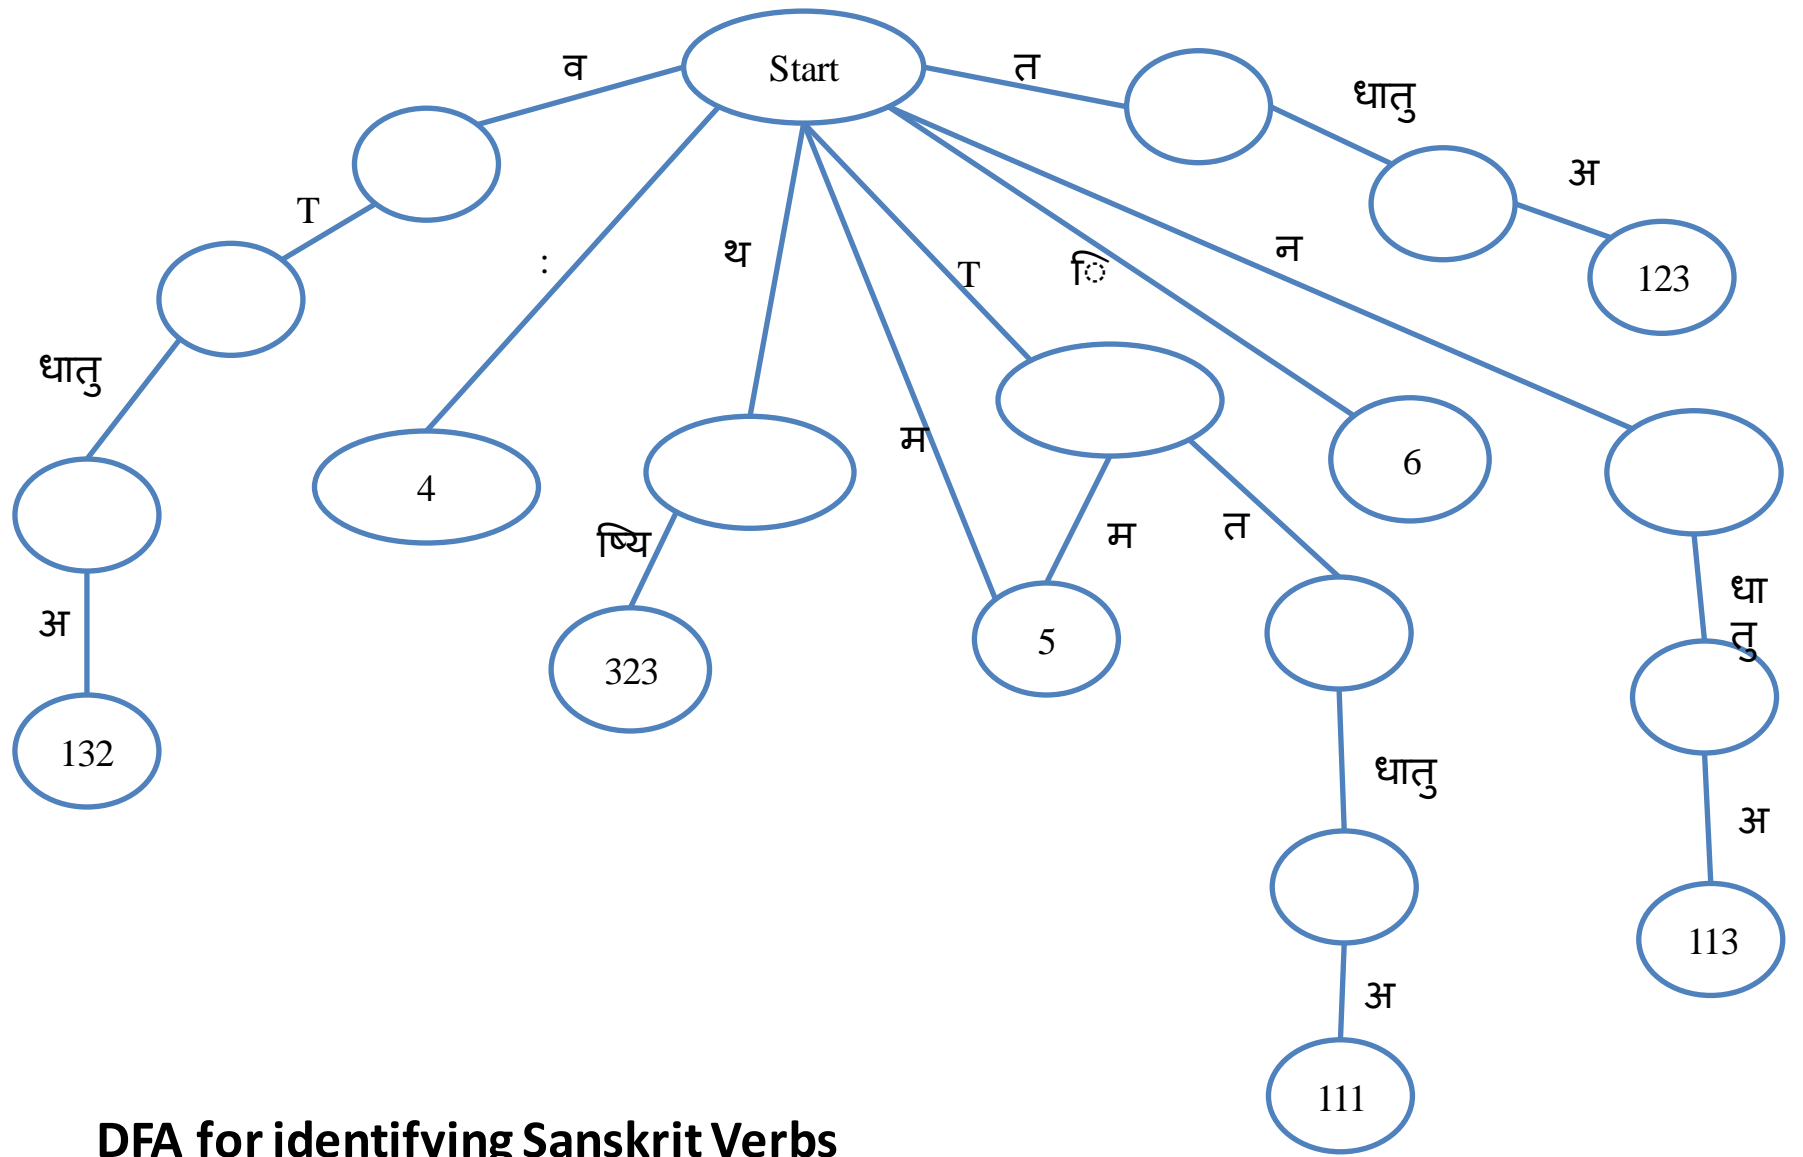 Start
व
त
धातु
अ
T
123
:
थ
T
ि
न
धातु
म
4
6
ष्यि
म
त
धा
तु
अ
323
5
132
धातु
अ
113
अ
111
DFA for identifying Sanskrit Verbs